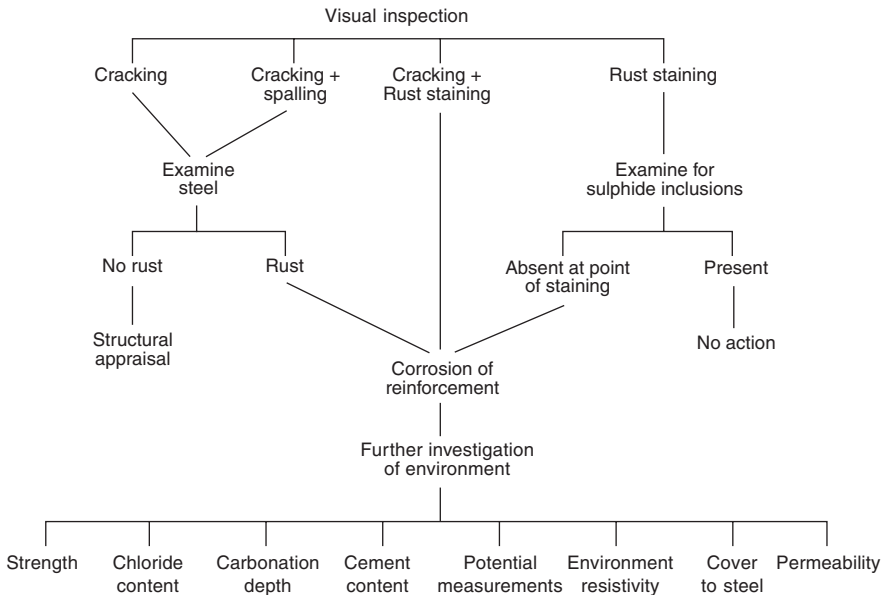 Visual inspection
Cracking
Cracking +
spalling
Cracking +
Rust staining
Rust staining
Examine
steel
Examine for
sulphide inclusions
No rust
Rust
Absent at point
of staining
Present
Structural
appraisal
No action
Corrosion of
reinforcement
Further investigation
of environment
Strength
Chloride
content
Carbonation
depth
Cement
content
Potential
measurements
Environment
resistivity
Cover
to steel
Permeability